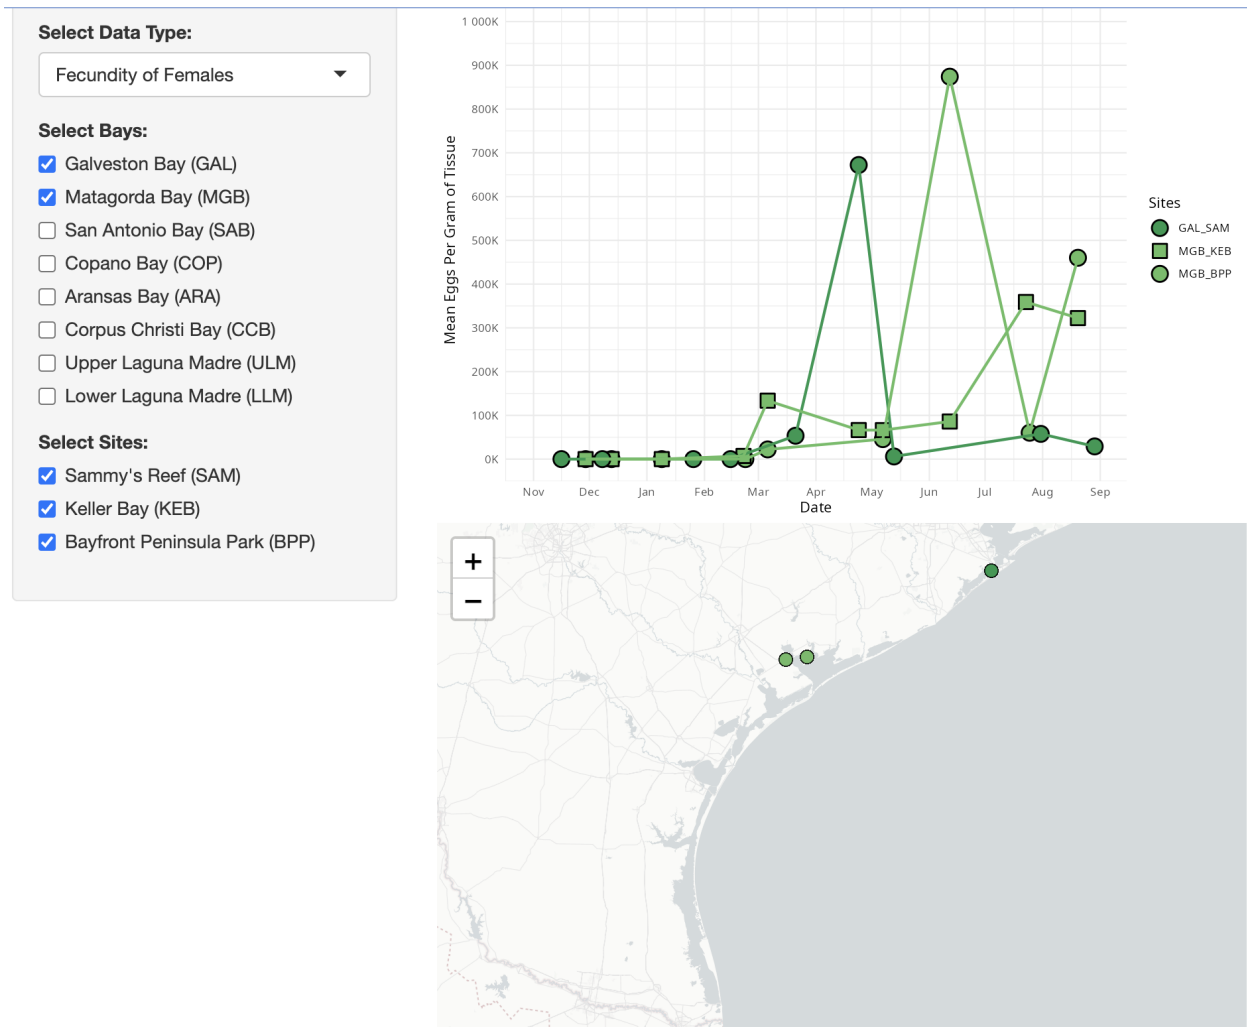 Select Data Type:
Fecundity of Females
Select Bays:
Galveston Bay (GAL)
Matagorda Bay (MGB)
San Antonio Bay (SAB)
Copano Bay (COP)
Aransas Bay (ARA)
Corpus Christi Bay (CCB)
Upper Laguna Madre (ULM)
Lower Laguna Madre (LLM)
Select Sites:
Sammy's Reef (SAM)
Keller Bay (KEB)
Bayfront Peninsula Park (BPP)
Mean Eggs Per Gram of Tissue
1 000K
900K
800K
700K
600K
500K
400K
300K
200K
100K
0K
Nov Dec Jan Feb Mar Apr May Jun Jul Aug Sep
Date
Sites
GAL_SAM
MGB_KEB
MGB_BPP
+
−